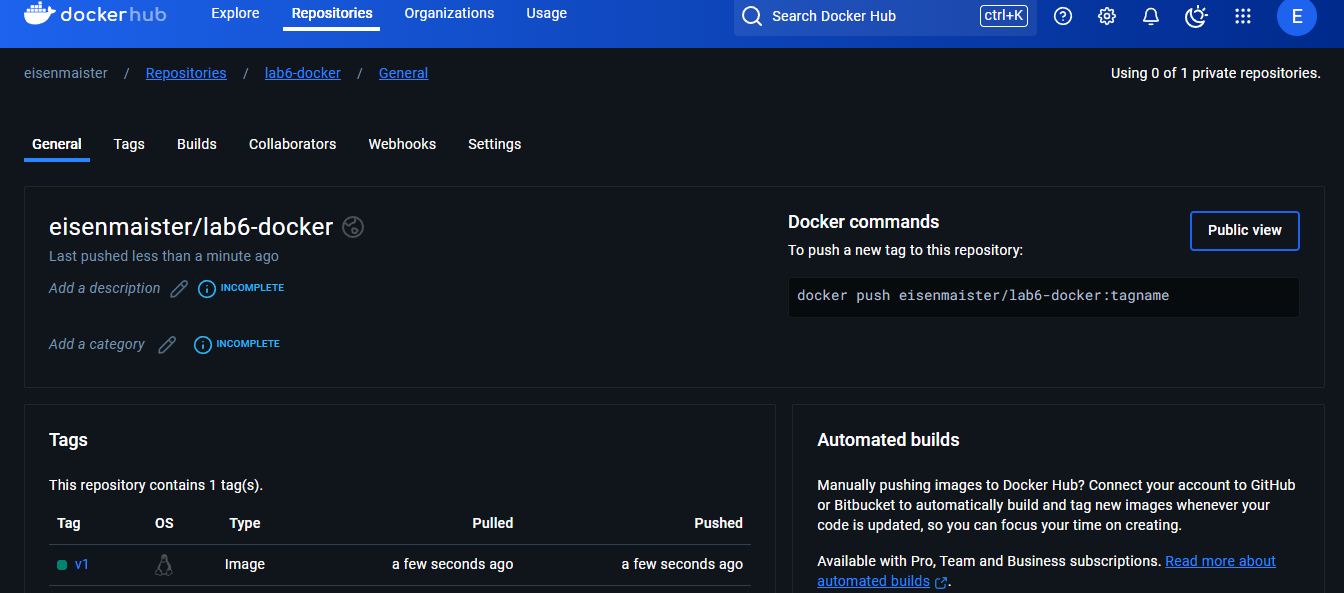 dockerhub Explore Repositories Organizations Usage Search Docker Hub ctrl+K E
eisenmaister / Repositories / lab6-docker / General Using 0 of 1 private repositories.
General Tags Builds Collaborators Webhooks Settings
eisenmaister/lab6-docker
Last pushed less than a minute ago
Add a description INCOMPLETE
Add a category INCOMPLETE
Docker commands
Public view
To push a new tag to this repository:
docker push eisenmaister/lab6-docker:tagname
Tags
This repository contains 1 tag(s).
Tag OS Type Pulled Pushed
v1 Image a few seconds ago a few seconds ago
Automated builds
Manually pushing images to Docker Hub? Connect your account to GitHub
or Bitbucket to automatically build and tag new images whenever your
code is updated, so you can focus your time on creating.
Available with Pro, Team and Business subscriptions. Read more about
automated builds .